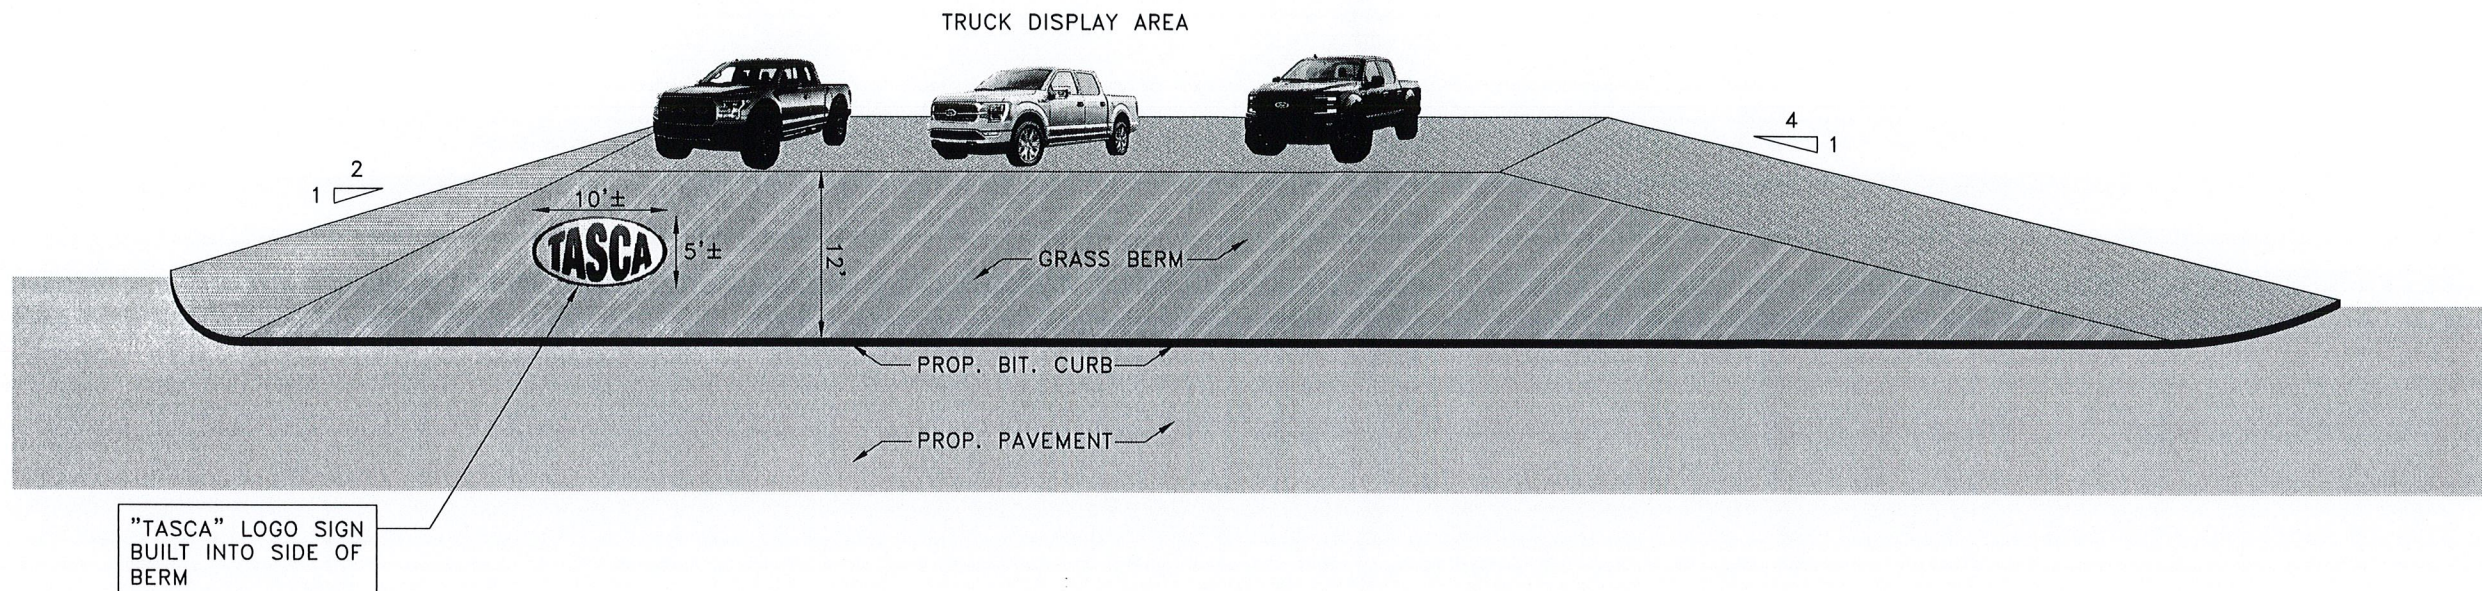 TRUCK DISPLAY AREA
4
1
2
1
10'±
TASCA
5'±
12'
GRASS BERM
PROP. BIT. CURB
PROP. PAVEMENT
"TASCA" LOGO SIGN
BUILT INTO SIDE OF
BERM